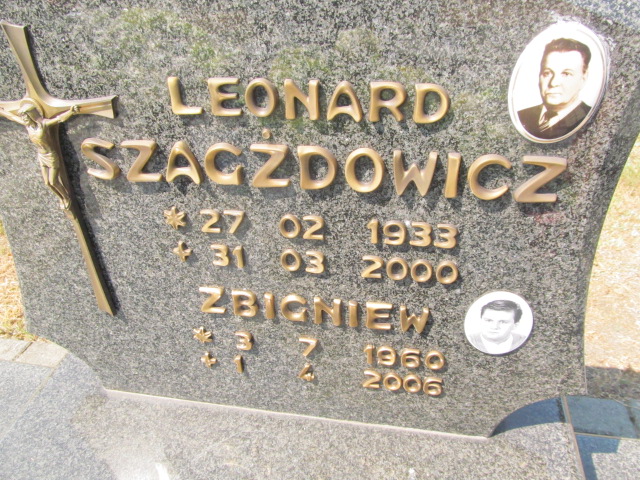 LEONARD
SZAGŻDOWICZ
* 27 02 1933
+ 31 03 2000
ZBIGNIEW
* 3 7 1960
+ 1 4 2006